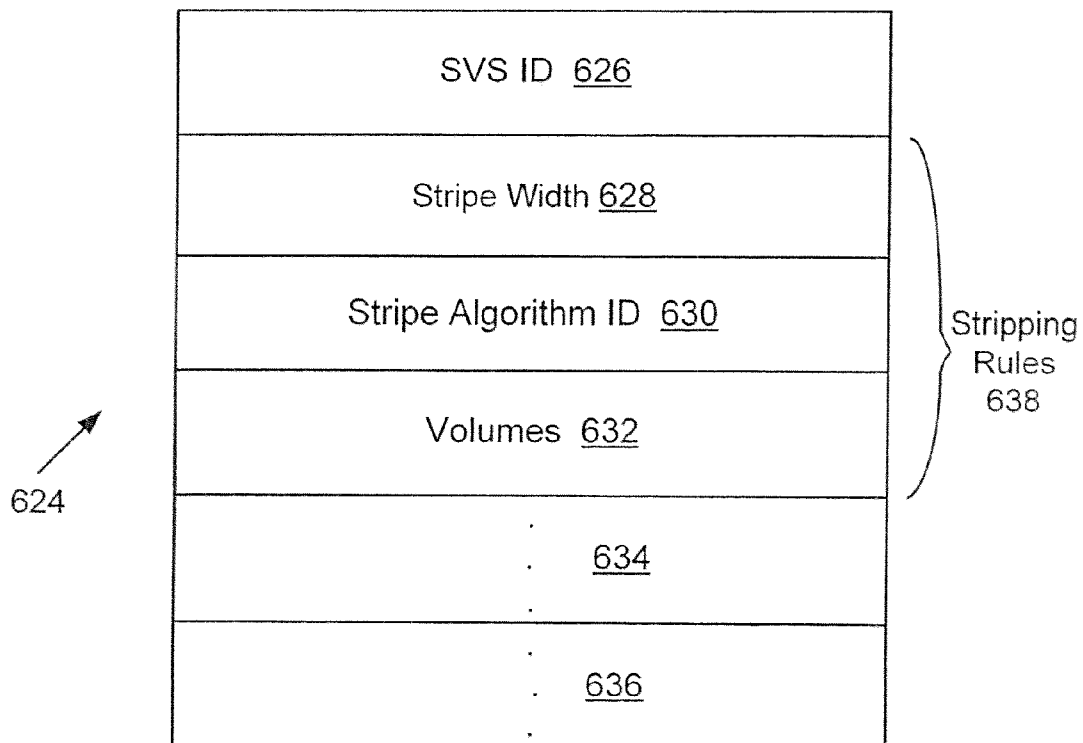 SVS ID 626
Stripe Width 628
Stripe Algorithm ID 630
Volumes 632
Stripping
Rules
638
624
634
636